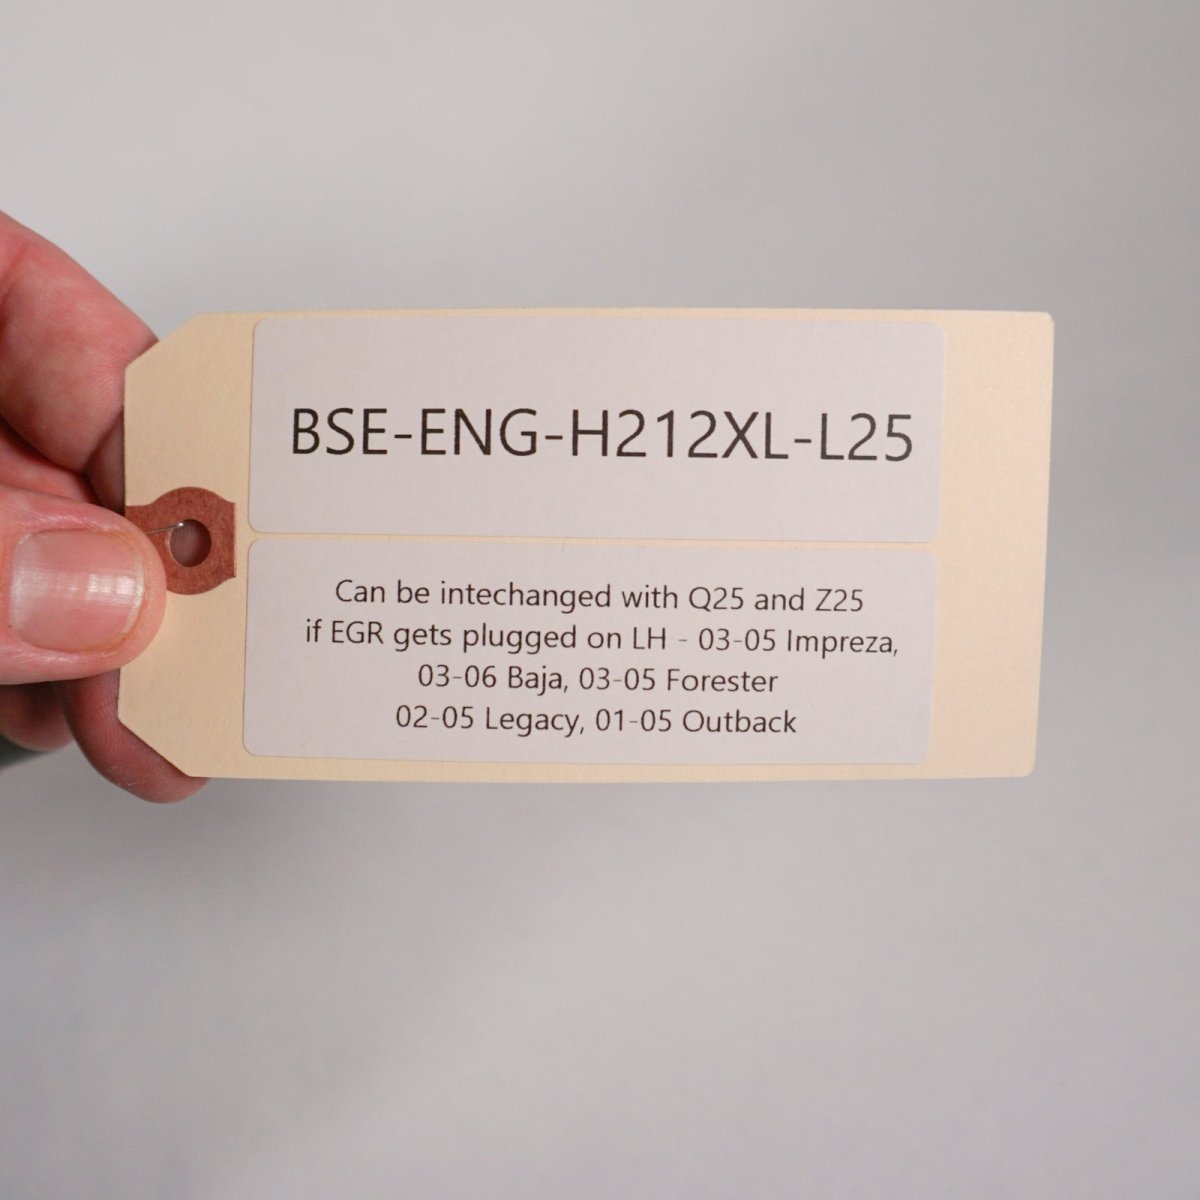 BSE-ENG-H212XL-L25
Can be intechanged with Q25 and Z25
if EGR gets plugged on LH - 03-05 Impreza,
03-06 Baja, 03-05 Forester
02-05 Legacy, 01-05 Outback